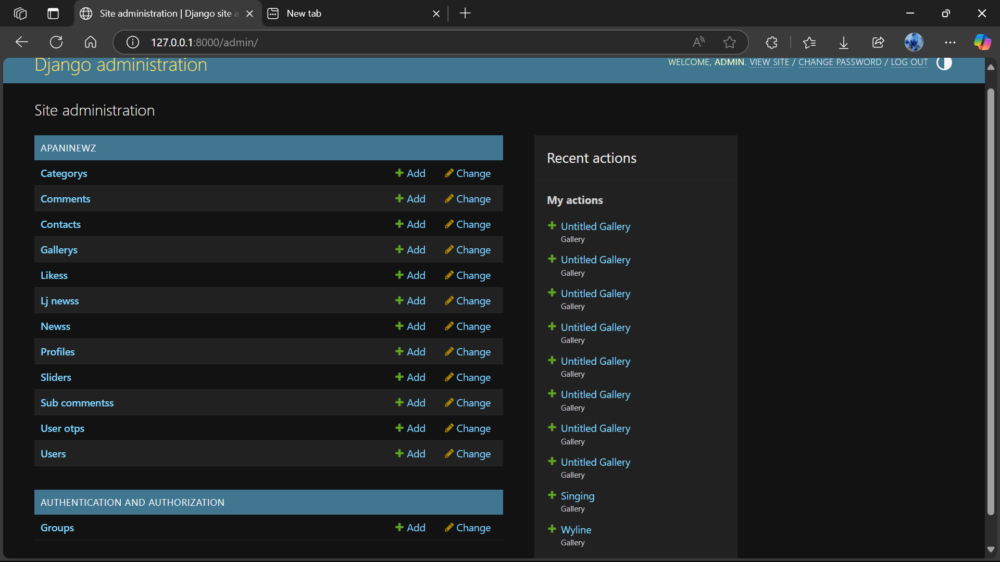 Site administration | Django site a
New tab
127.0.0.1:8000/admin/
Django administration
WELCOME, ADMIN. VIEW SITE / CHANGE PASSWORD / LOG OUT
Site administration
APANINEWZ
Categorys Add Change
Comments Add Change
Contacts Add Change
Gallerys Add Change
Likess Add Change
Lj newss Add Change
Newss Add Change
Profiles Add Change
Sliders Add Change
Sub commentss Add Change
User otps Add Change
Users Add Change
AUTHENTICATION AND AUTHORIZATION
Groups Add Change
Recent actions
My actions
Untitled Gallery
Gallery
Untitled Gallery
Gallery
Untitled Gallery
Gallery
Untitled Gallery
Gallery
Untitled Gallery
Gallery
Untitled Gallery
Gallery
Untitled Gallery
Gallery
Untitled Gallery
Gallery
Singing
Gallery
Wyline
Gallery